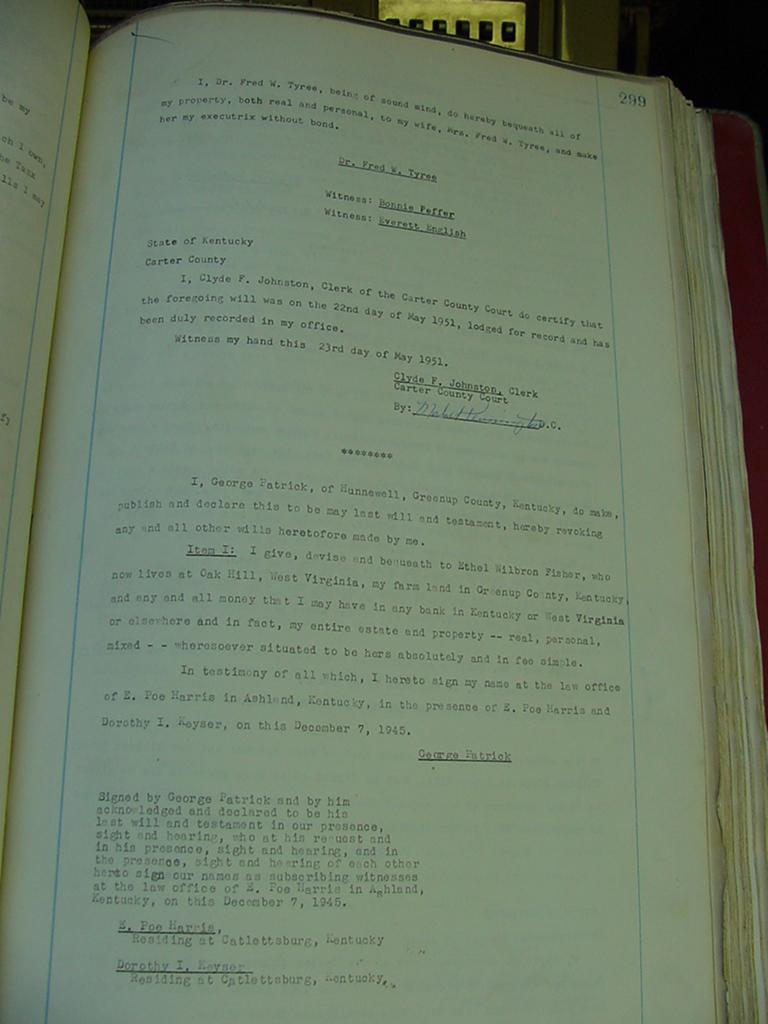 be my
ch I own,
he Tusk
lls I may
299
I, Dr. Fred W. Tyree, being of sound mind, do hereby bequeath all of
my property, both real and personal, to my wife, Mrs. Fred W. Tyree, and make
her my executrix without bond.
Dr. Fred W. Tyree
Witness: Bonnie Peffer
Witness: Everett English
State of Kentucky
Carter County
I, Clyde F. Johnston, Clerk of the Carter County Court do certify that
the foregoing will was on the 22nd day of May 1951, lodged for record and has
been duly recorded in my office.
Witness my hand this 23rd day of May 1951.
Clyde F. Johnston, Clerk
Carter County Court
By: Mabel Pennington D.C.
********
I, George Patrick, of Hunnewell, Greenup County, Kentucky, do make,
publish and declare this to be may last will and testament, hereby revoking
any and all other wills heretofore made by me.
Item I: I give, devise and bequeath to Ethel Wilbron Fisher, who
now lives at Oak Hill, West Virginia, my farm land in Greenup County, Kentucky,
and any and all money that I may have in any bank in Kentucky or West Virginia
or elsewhere and in fact, my entire estate and property -- real, personal,
mixed - - wheresoever situated to be hers absolutely and in fee simple.
In testimony of all which, I hereto sign my name at the law office
of E. Poe Harris in Ashland, Kentucky, in the presence of E. Poe Harris and
Dorothy I. Keyser, on this December 7, 1945.
George Patrick
Signed by George Patrick and by him
acknowledged and declared to be his
last will and testament in our presence,
sight and hearing, who at his request and
in his presence, sight and hearing, and in
the presence, sight and hearing of each other
hereto sign our names as subscribing witnesses
at the law office of E. Poe Harris in Ashland,
Kentucky, on this December 7, 1945.
E. Poe Harris,
Residing at Catlettsburg, Kentucky
Dorothy I. Keyser
Residing at Catlettsburg, Kentucky,